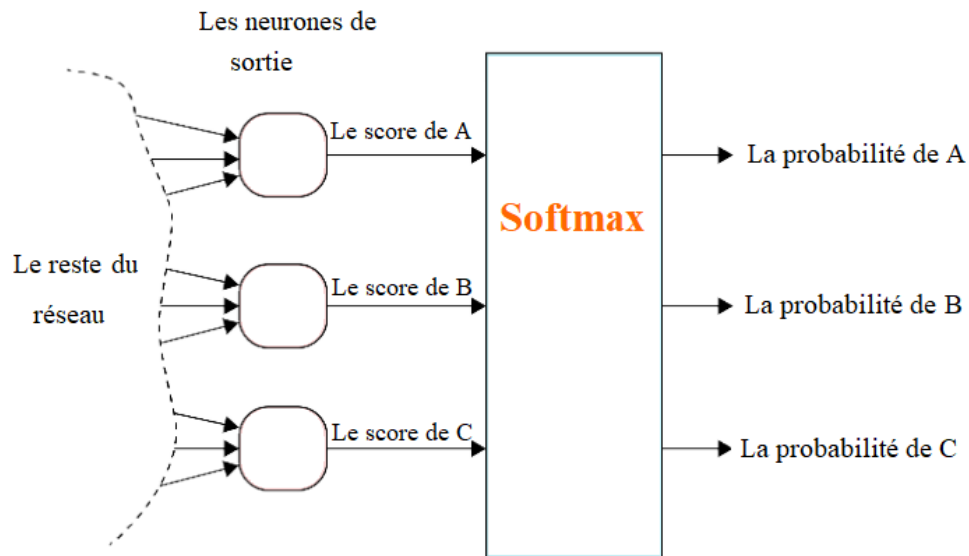 Les neurones de
sortie
Le score de A
La probabilité de A
Softmax
Le reste du
réseau
Le score de B
La probabilité de B
Le score de C
La probabilité de C